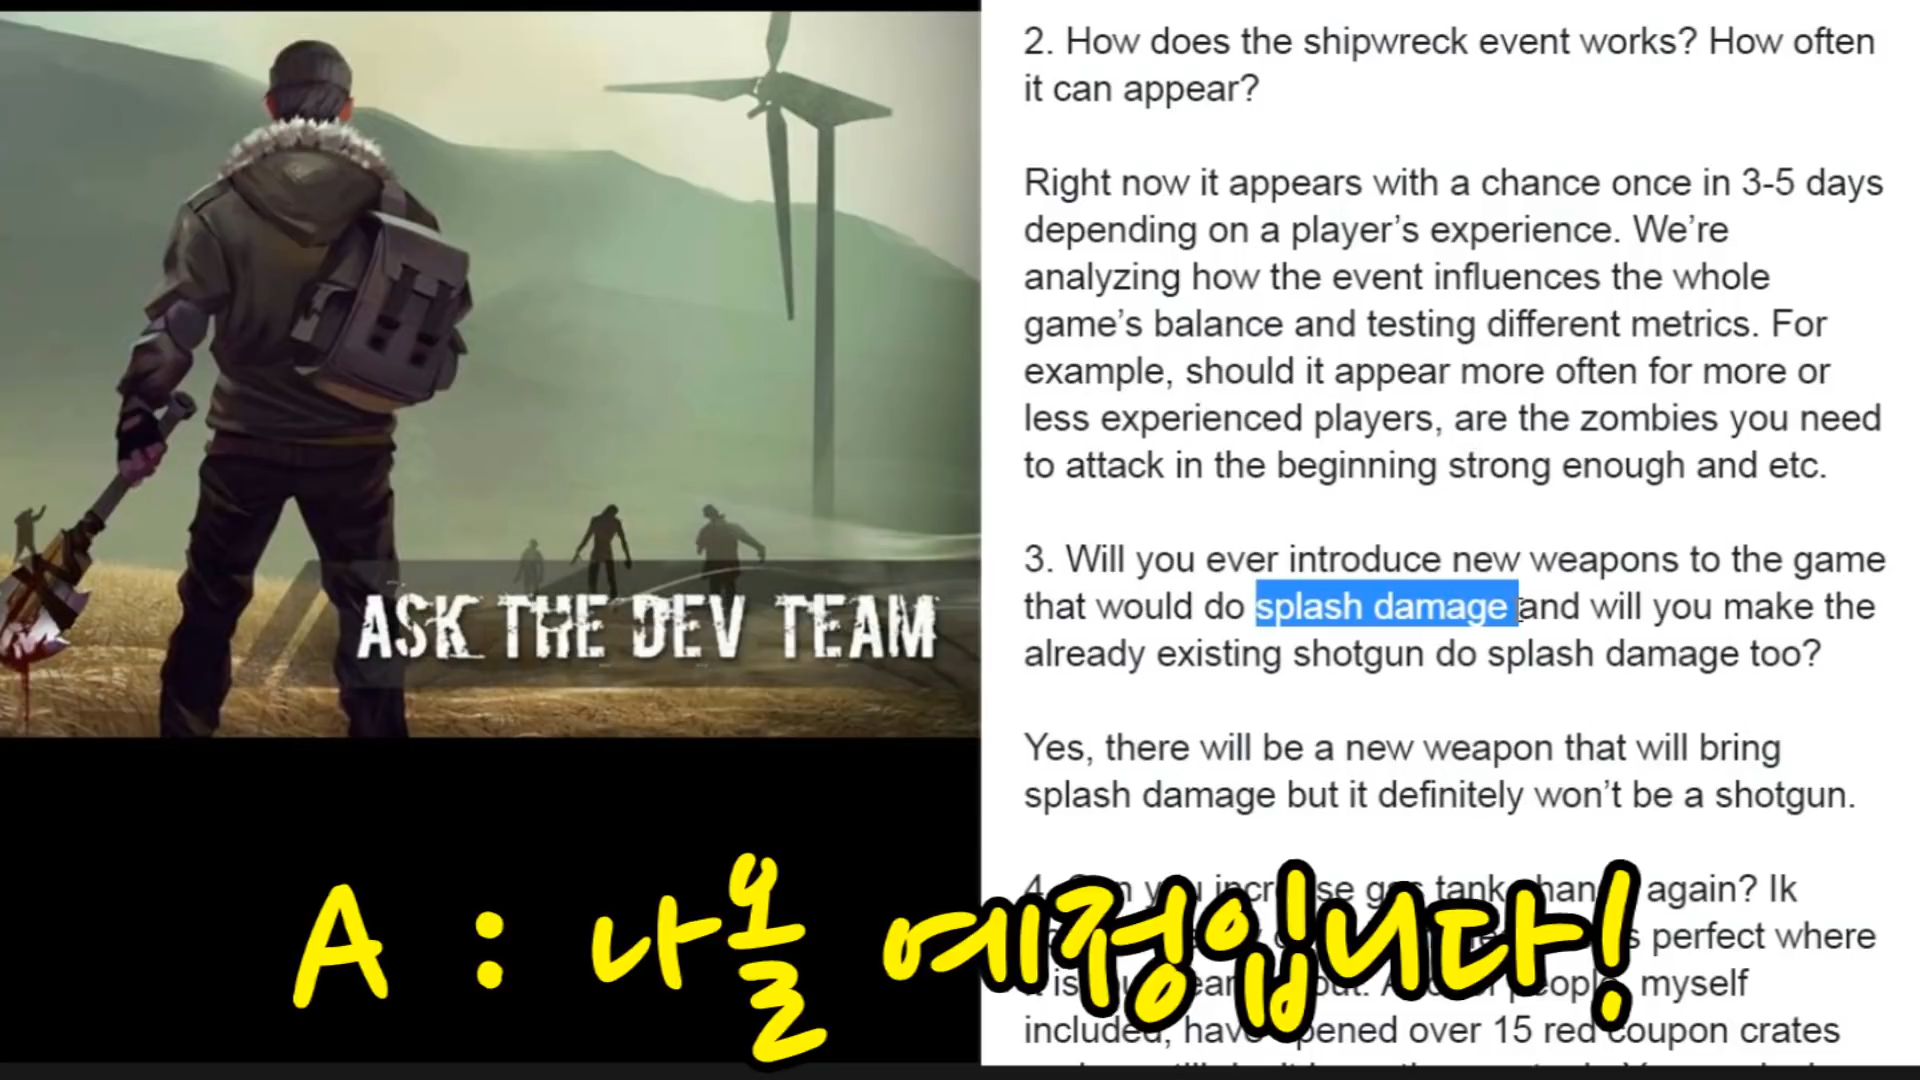 ASK THE DEV TEAM
2. How does the shipwreck event works? How often
it can appear?
Right now it appears with a chance once in 3-5 days
depending on a player’s experience. We’re
analyzing how the event influences the whole
game’s balance and testing different metrics. For
example, should it appear more often for more or
less experienced players, are the zombies you need
to attack in the beginning strong enough and etc.
3. Will you ever introduce new weapons to the game
that would do splash damage and will you make the
already existing shotgun do splash damage too?
Yes, there will be a new weapon that will bring
splash damage but it definitely won’t be a shotgun.
4. Can you increase gas tank again? Ik
perfect where
myself
included, have opened over 15 red coupon crates
A : 나올 예정입니다!